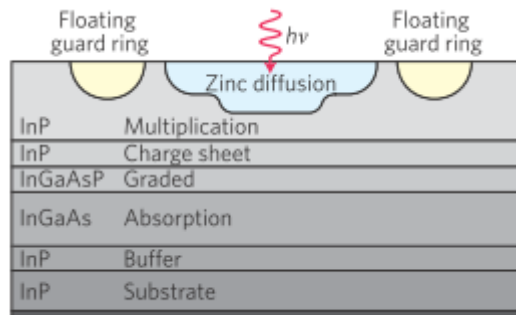 Floating
guard ring
hν
Floating
guard ring
Zinc diffusion
InP Multiplication
InP Charge sheet
InGaAsP Graded
InGaAs Absorption
InP Buffer
InP Substrate